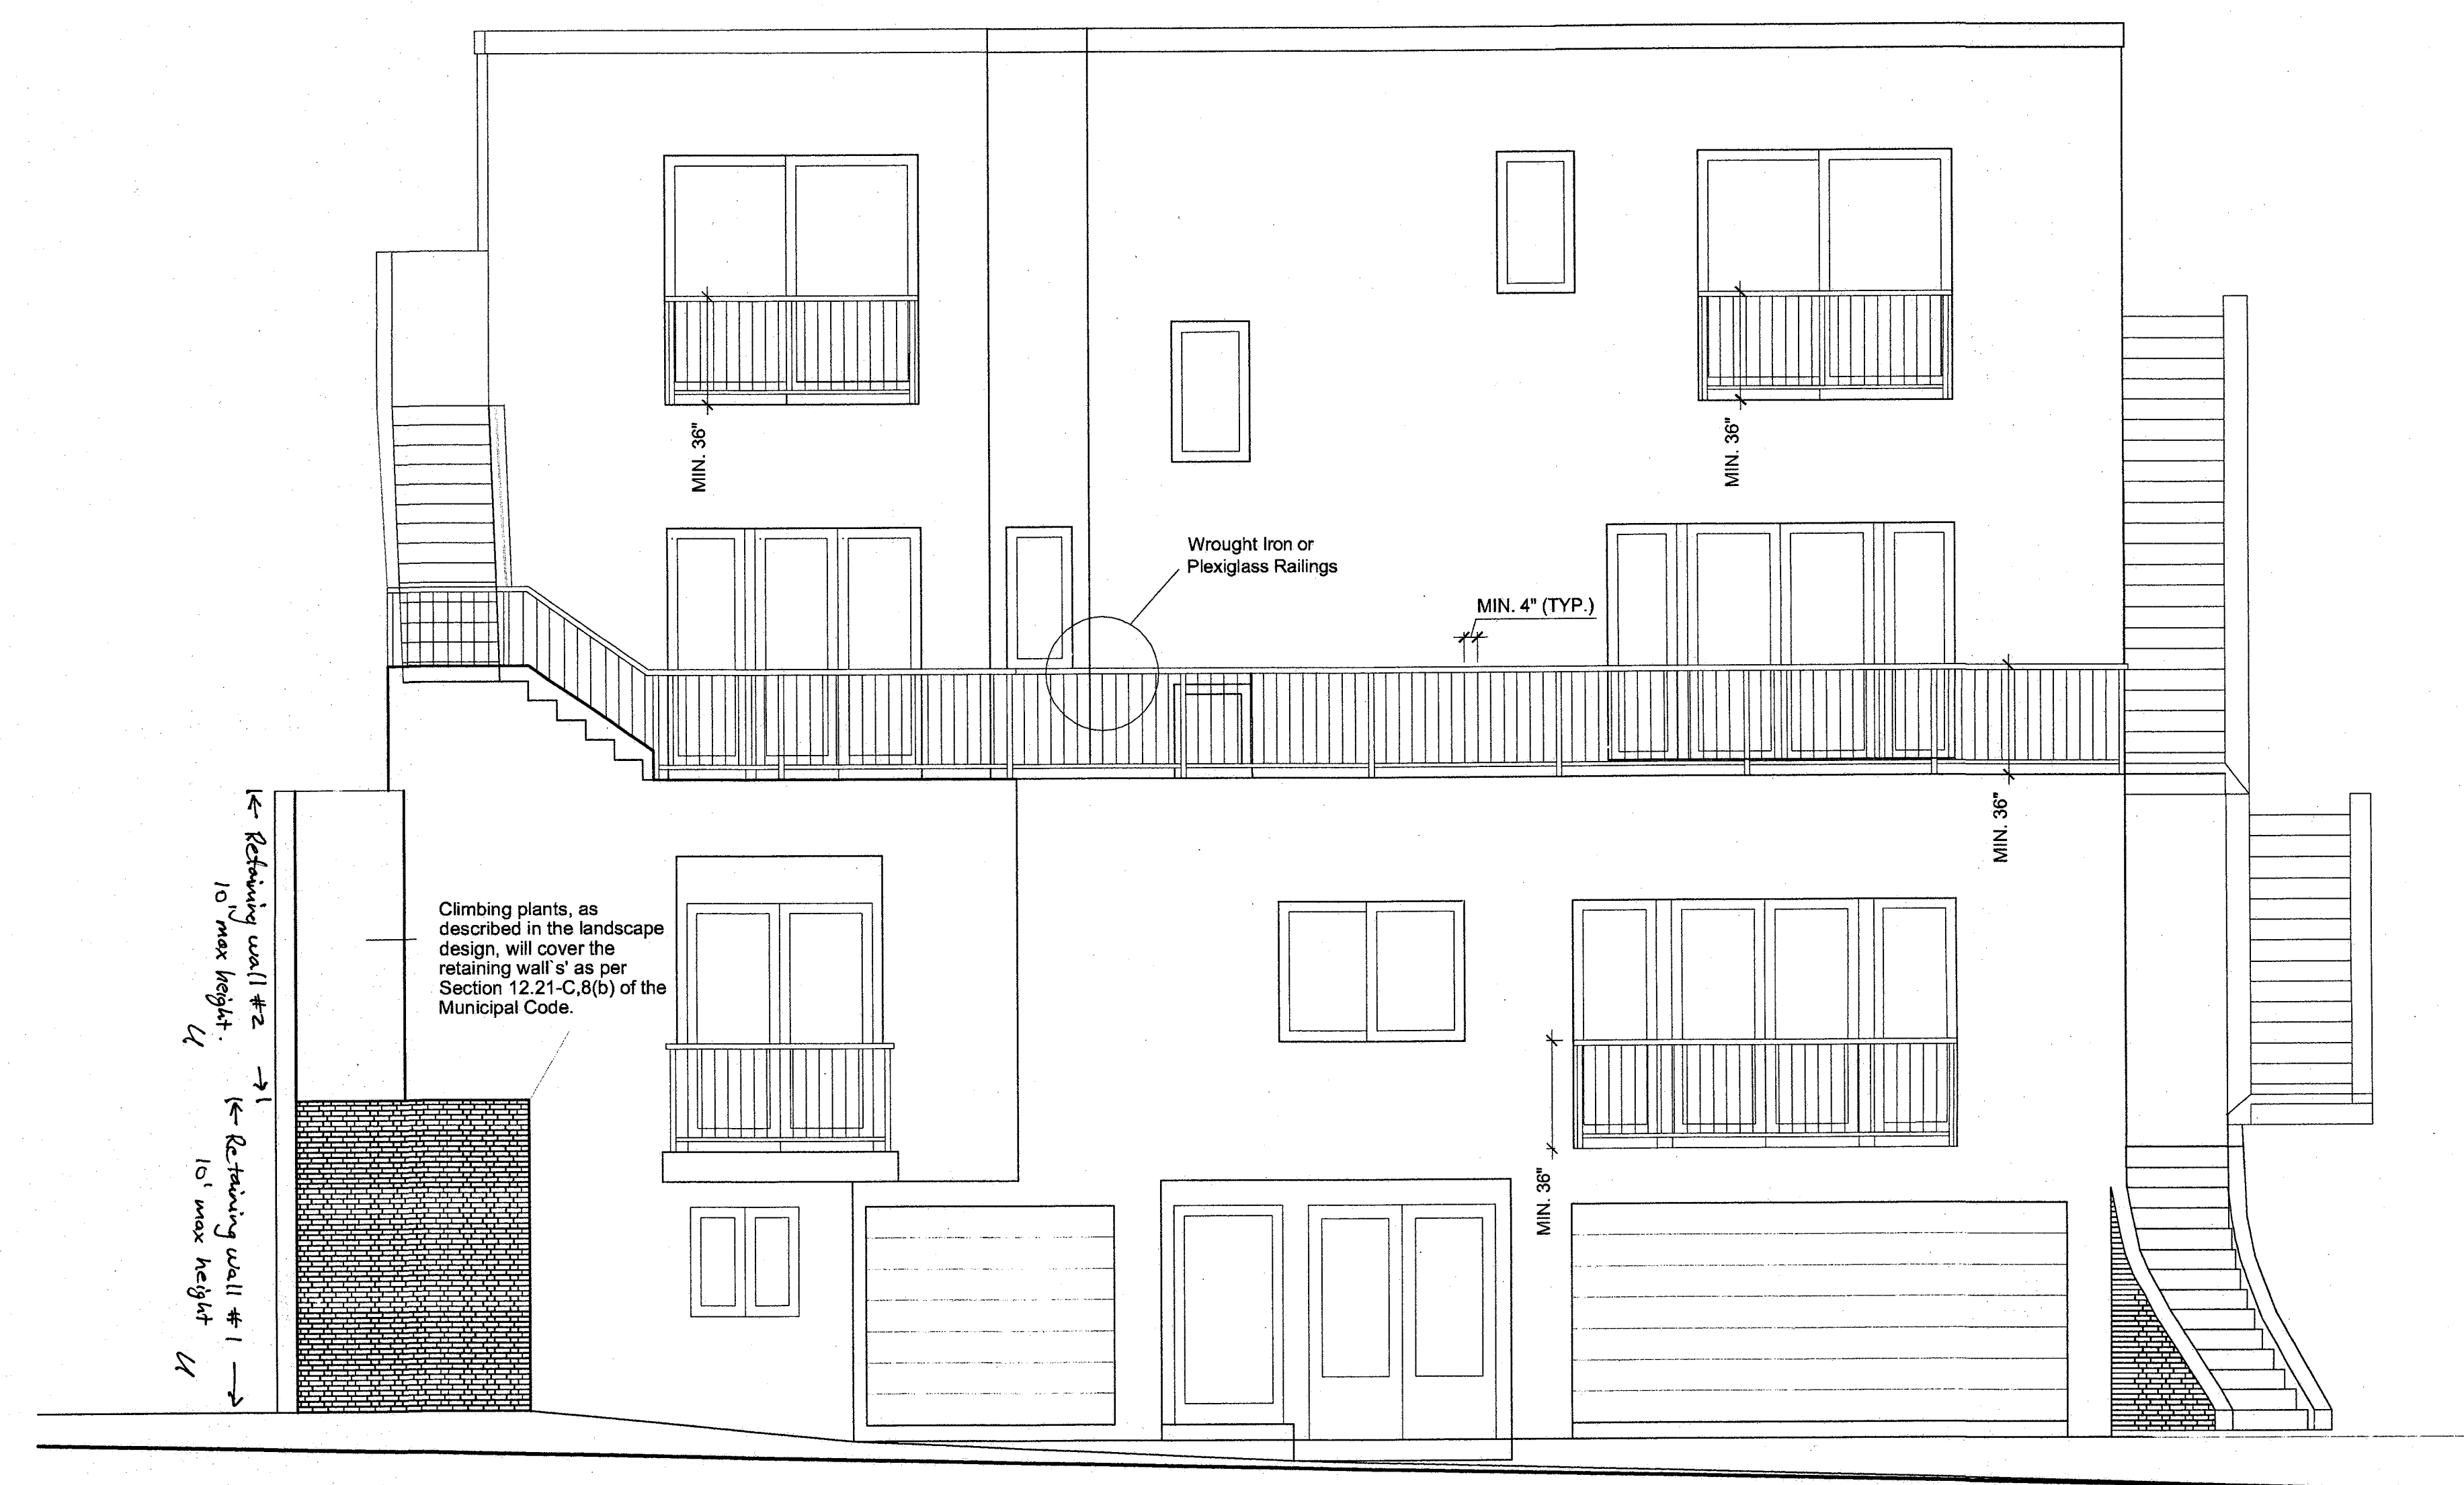 MIN. 36"
MIN. 36"
Wrought Iron or
Plexiglass Railings
MIN. 4" (TYP.)
MIN. 36"
Climbing plants, as
described in the landscape
design, will cover the
retaining wall`s' as per
Section 12.21-C,8(b) of the
Municipal Code.
Retaining wall #2
10' max height.
Retaining wall #1
10' max height
MIN. 36"